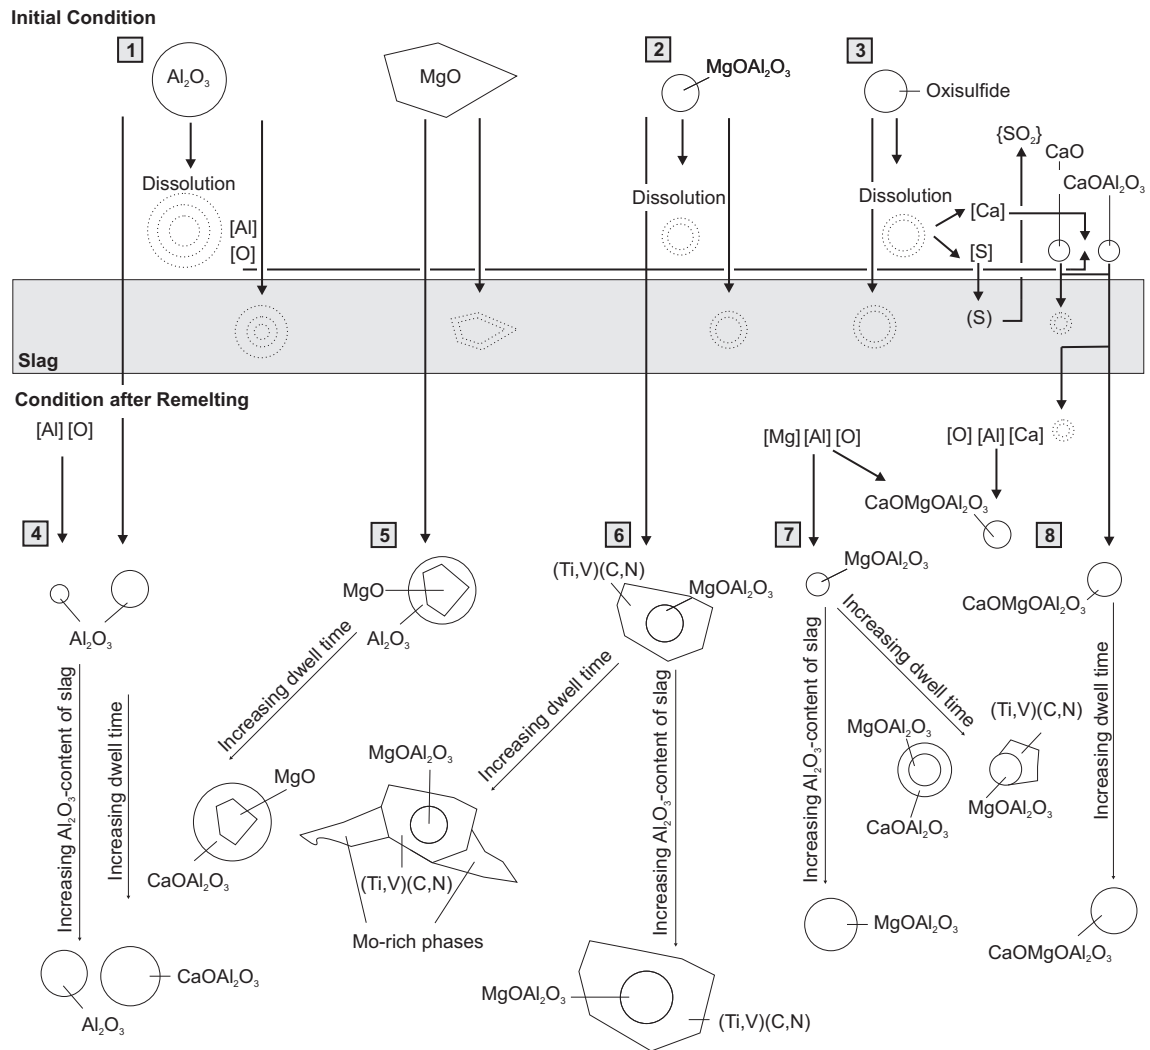 Initial Condition
1
Al2O3
MgO
2
MgOAl2O3
3
Oxisulfide
{SO2}
CaO
CaOAl2O3
Dissolution
[Al]
[O]
Dissolution
Dissolution
[Ca]
[S]
(S)
Slag
Condition after Remelting
[Al] [O]
[Mg] [Al] [O]
[O] [Al] [Ca]
CaOMgOAl2O3
4
5
6
7
8
Al2O3
MgO
Al2O3
(Ti,V)(C,N)
MgOAl2O3
MgOAl2O3
CaOMgOAl2O3
Increasing Al2O3-content of slag
Increasing dwell time
Increasing dwell time
Increasing dwell time
Increasing Al2O3-content of slag
Increasing Al2O3-content of slag
Increasing dwell time
Increasing dwell time
MgO
CaOAl2O3
MgOAl2O3
(Ti,V)(C,N)
Mo-rich phases
MgOAl2O3
CaOAl2O3
(Ti,V)(C,N)
MgOAl2O3
CaOAl2O3
Al2O3
MgOAl2O3
(Ti,V)(C,N)
MgOAl2O3
CaOMgOAl2O3